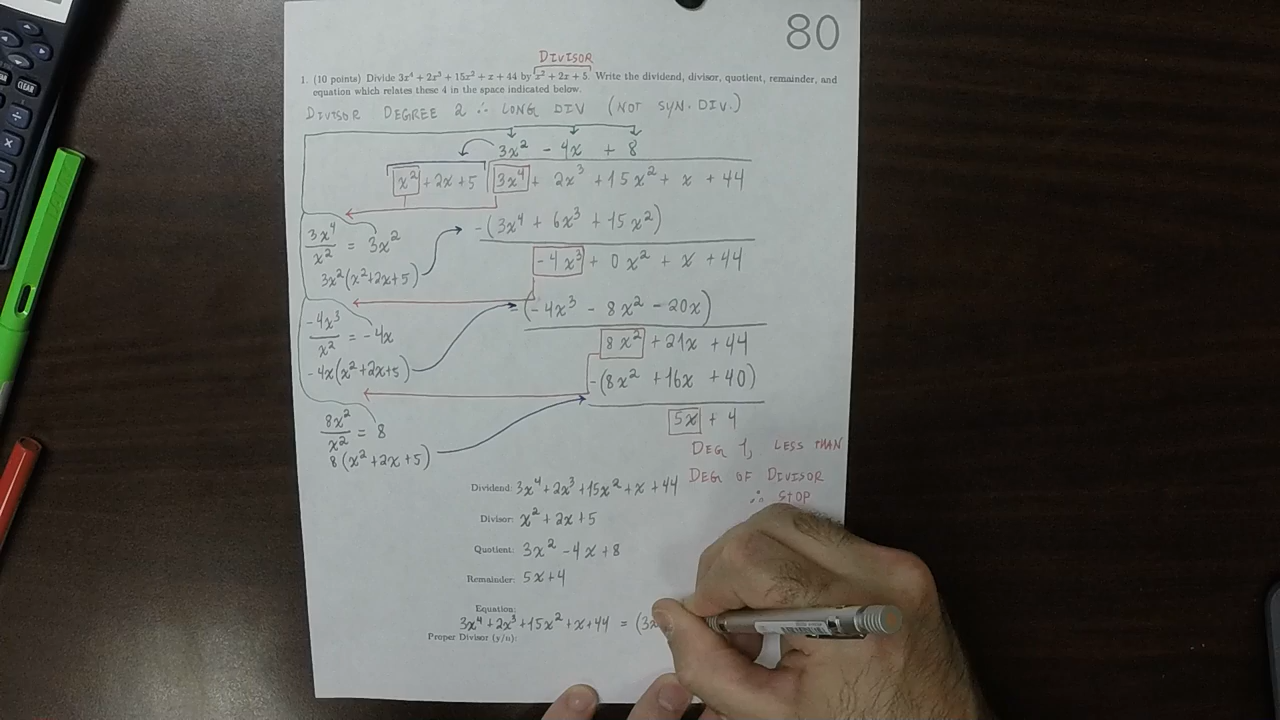 80
DIVISOR
1. (10 points) Divide 3x⁴ + 2x³ + 15x² + x + 44 by x² + 2x + 5. Write the dividend, divisor, quotient, remainder, and
equation which relates these 4 in the space indicated below.
DIVISOR DEGREE 2 ∴ LONG DIV (NOT SYN. DIV.)
3x² - 4x + 8
x² + 2x + 5 3x⁴ + 2x³ + 15x² + x + 44
-(3x⁴ + 6x³ + 15x²)
3x⁴/x² = 3x²
3x²(x²+2x+5)
-4x³ + 0x² + x + 44
-(-4x³ - 8x² - 20x)
-4x³/x² = -4x
-4x(x²+2x+5)
8x² + 21x + 44
-(8x² + 16x + 40)
8x²/x² = 8
8(x²+2x+5)
5x + 4
DEG 1, LESS THAN
DEG OF DIVISOR
∴ STOP
Dividend: 3x⁴+2x³+15x²+x+44
Divisor: x²+2x+5
Quotient: 3x²-4x+8
Remainder: 5x+4
Equation:
3x⁴+2x³+15x²+x+44 = (3x
Proper Divisor (y/n):
CLEAR